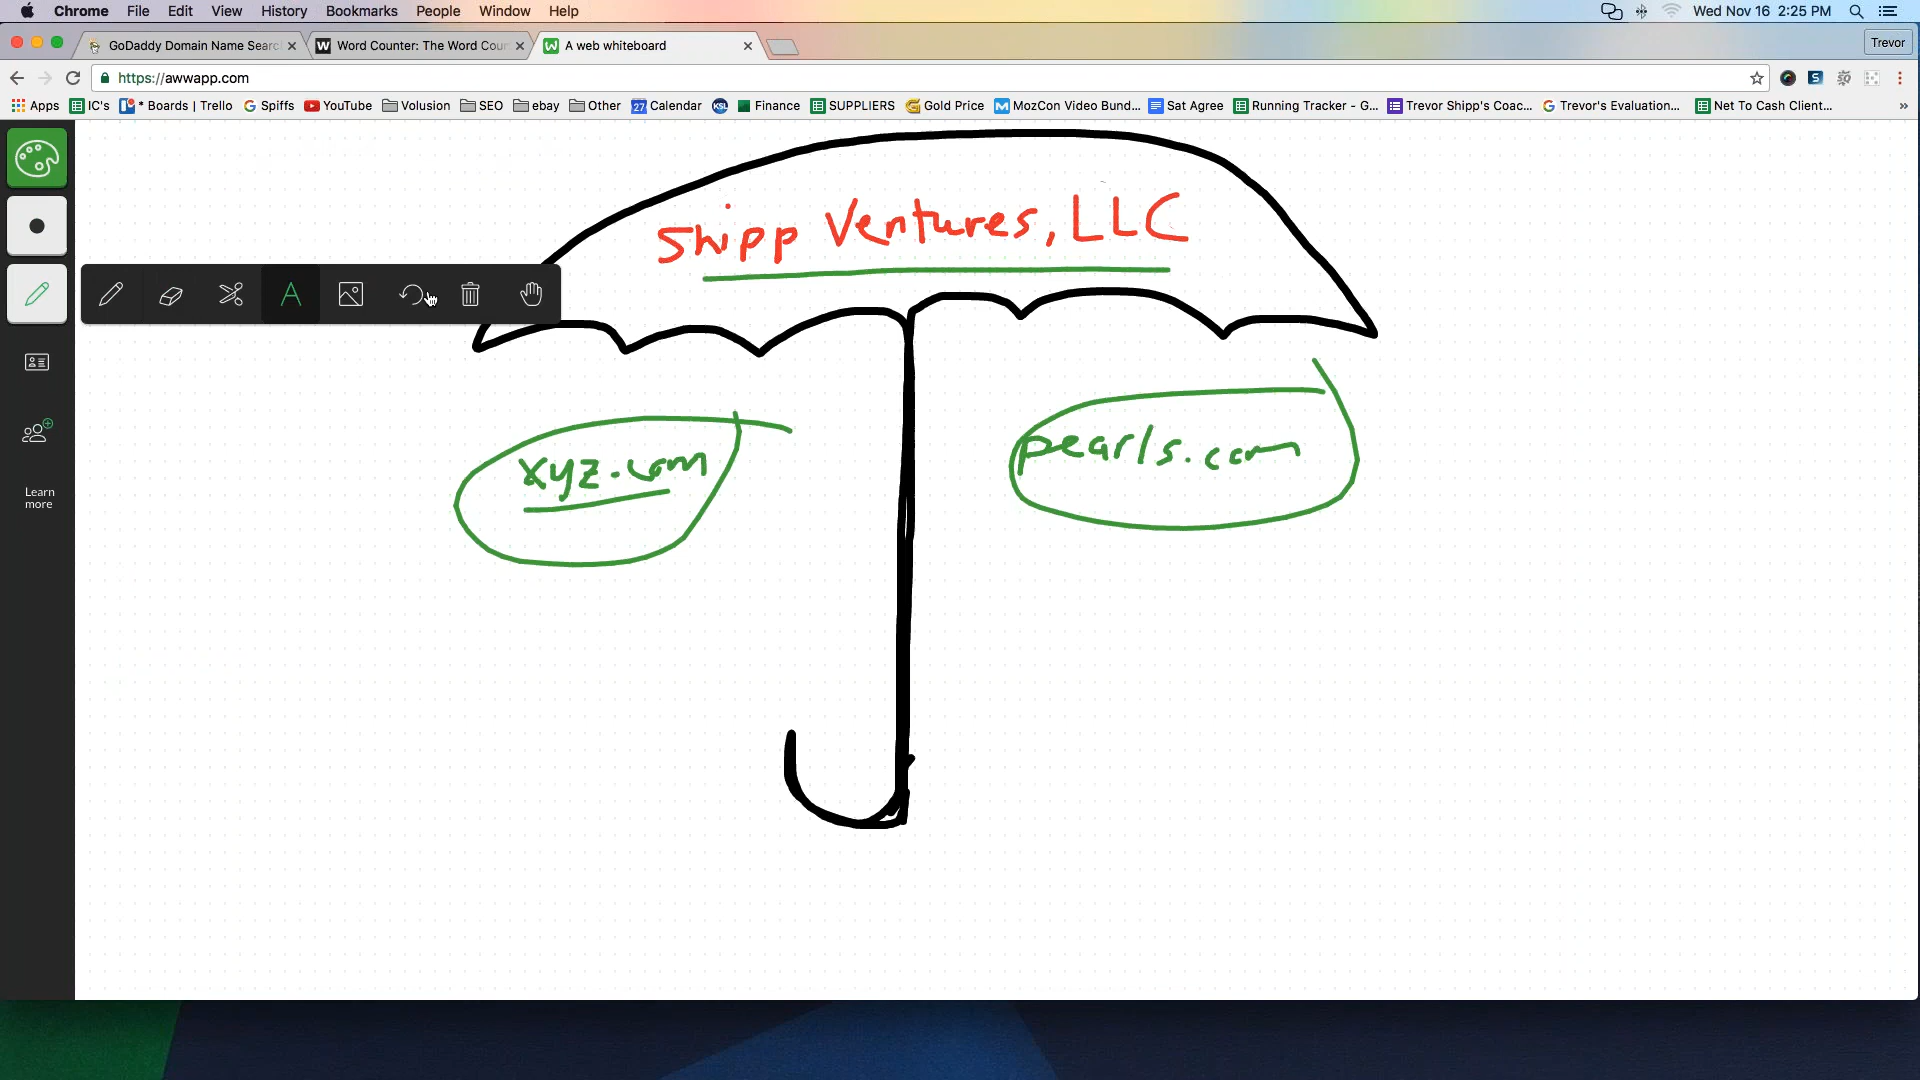 Chrome File Edit View History Bookmarks People Window Help Wed Nov 16 2:25 PM
GoDaddy Domain Name Searc Word Counter: The Word Coun A web whiteboard Trevor
https://awwapp.com
Apps IC's * Boards | Trello Spiffs YouTube Volusion SEO ebay Other 27 Calendar KSL Finance SUPPLIERS Gold Price MozCon Video Bund... Sat Agree Running Tracker - G... Trevor Shipp's Coac... Trevor's Evaluation... Net To Cash Client... »
Shipp Ventures, LLC
A
xyz.com
pearls.com
Learn
more